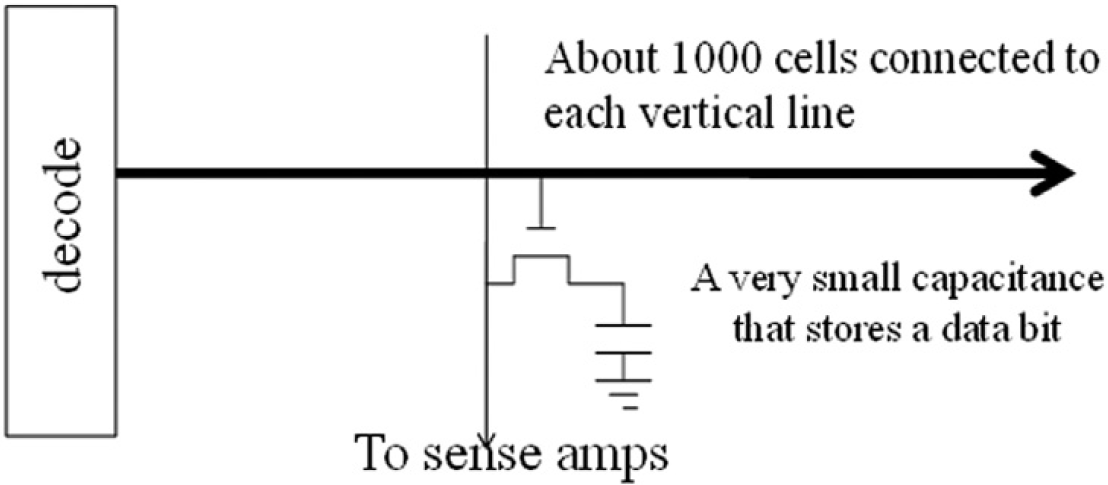 decode
About 1000 cells connected to
each vertical line
A very small capacitance
that stores a data bit
To sense amps